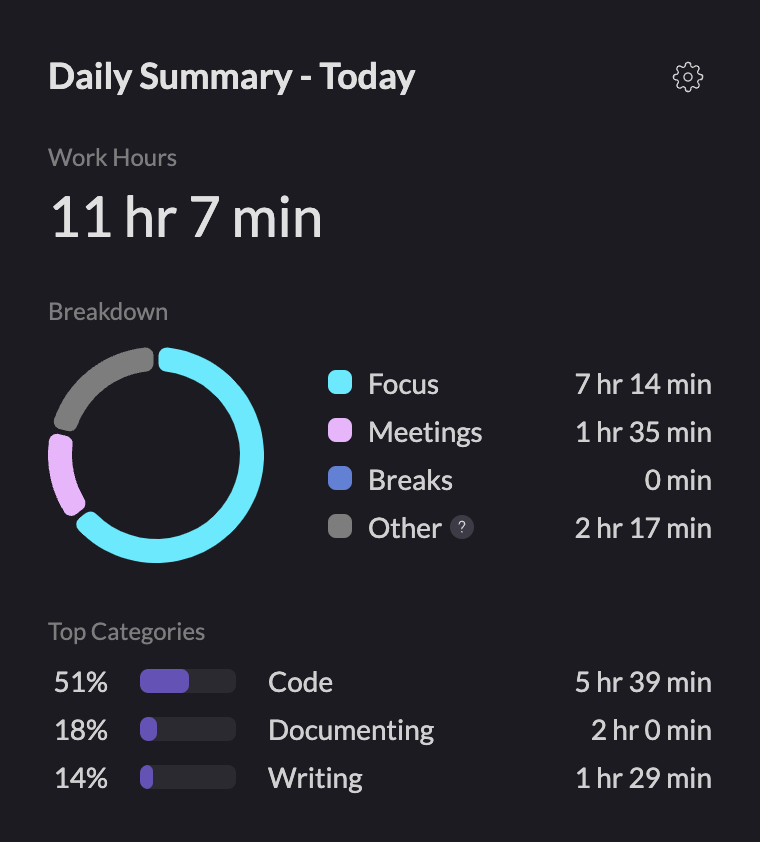 Daily Summary - Today
Work Hours
11 hr 7 min
Breakdown
Focus 7 hr 14 min
Meetings 1 hr 35 min
Breaks 0 min
Other ? 2 hr 17 min
Top Categories
51% Code 5 hr 39 min
18% Documenting 2 hr 0 min
14% Writing 1 hr 29 min